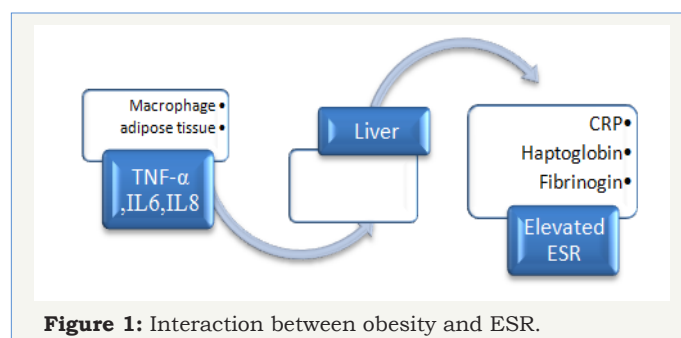 Macrophage•
adipose tissue•
TNF-α
,IL6,IL8
Liver
CRP•
Haptoglobin•
Fibrinogin•
Elevated
ESR
Figure 1: Interaction between obesity and ESR.